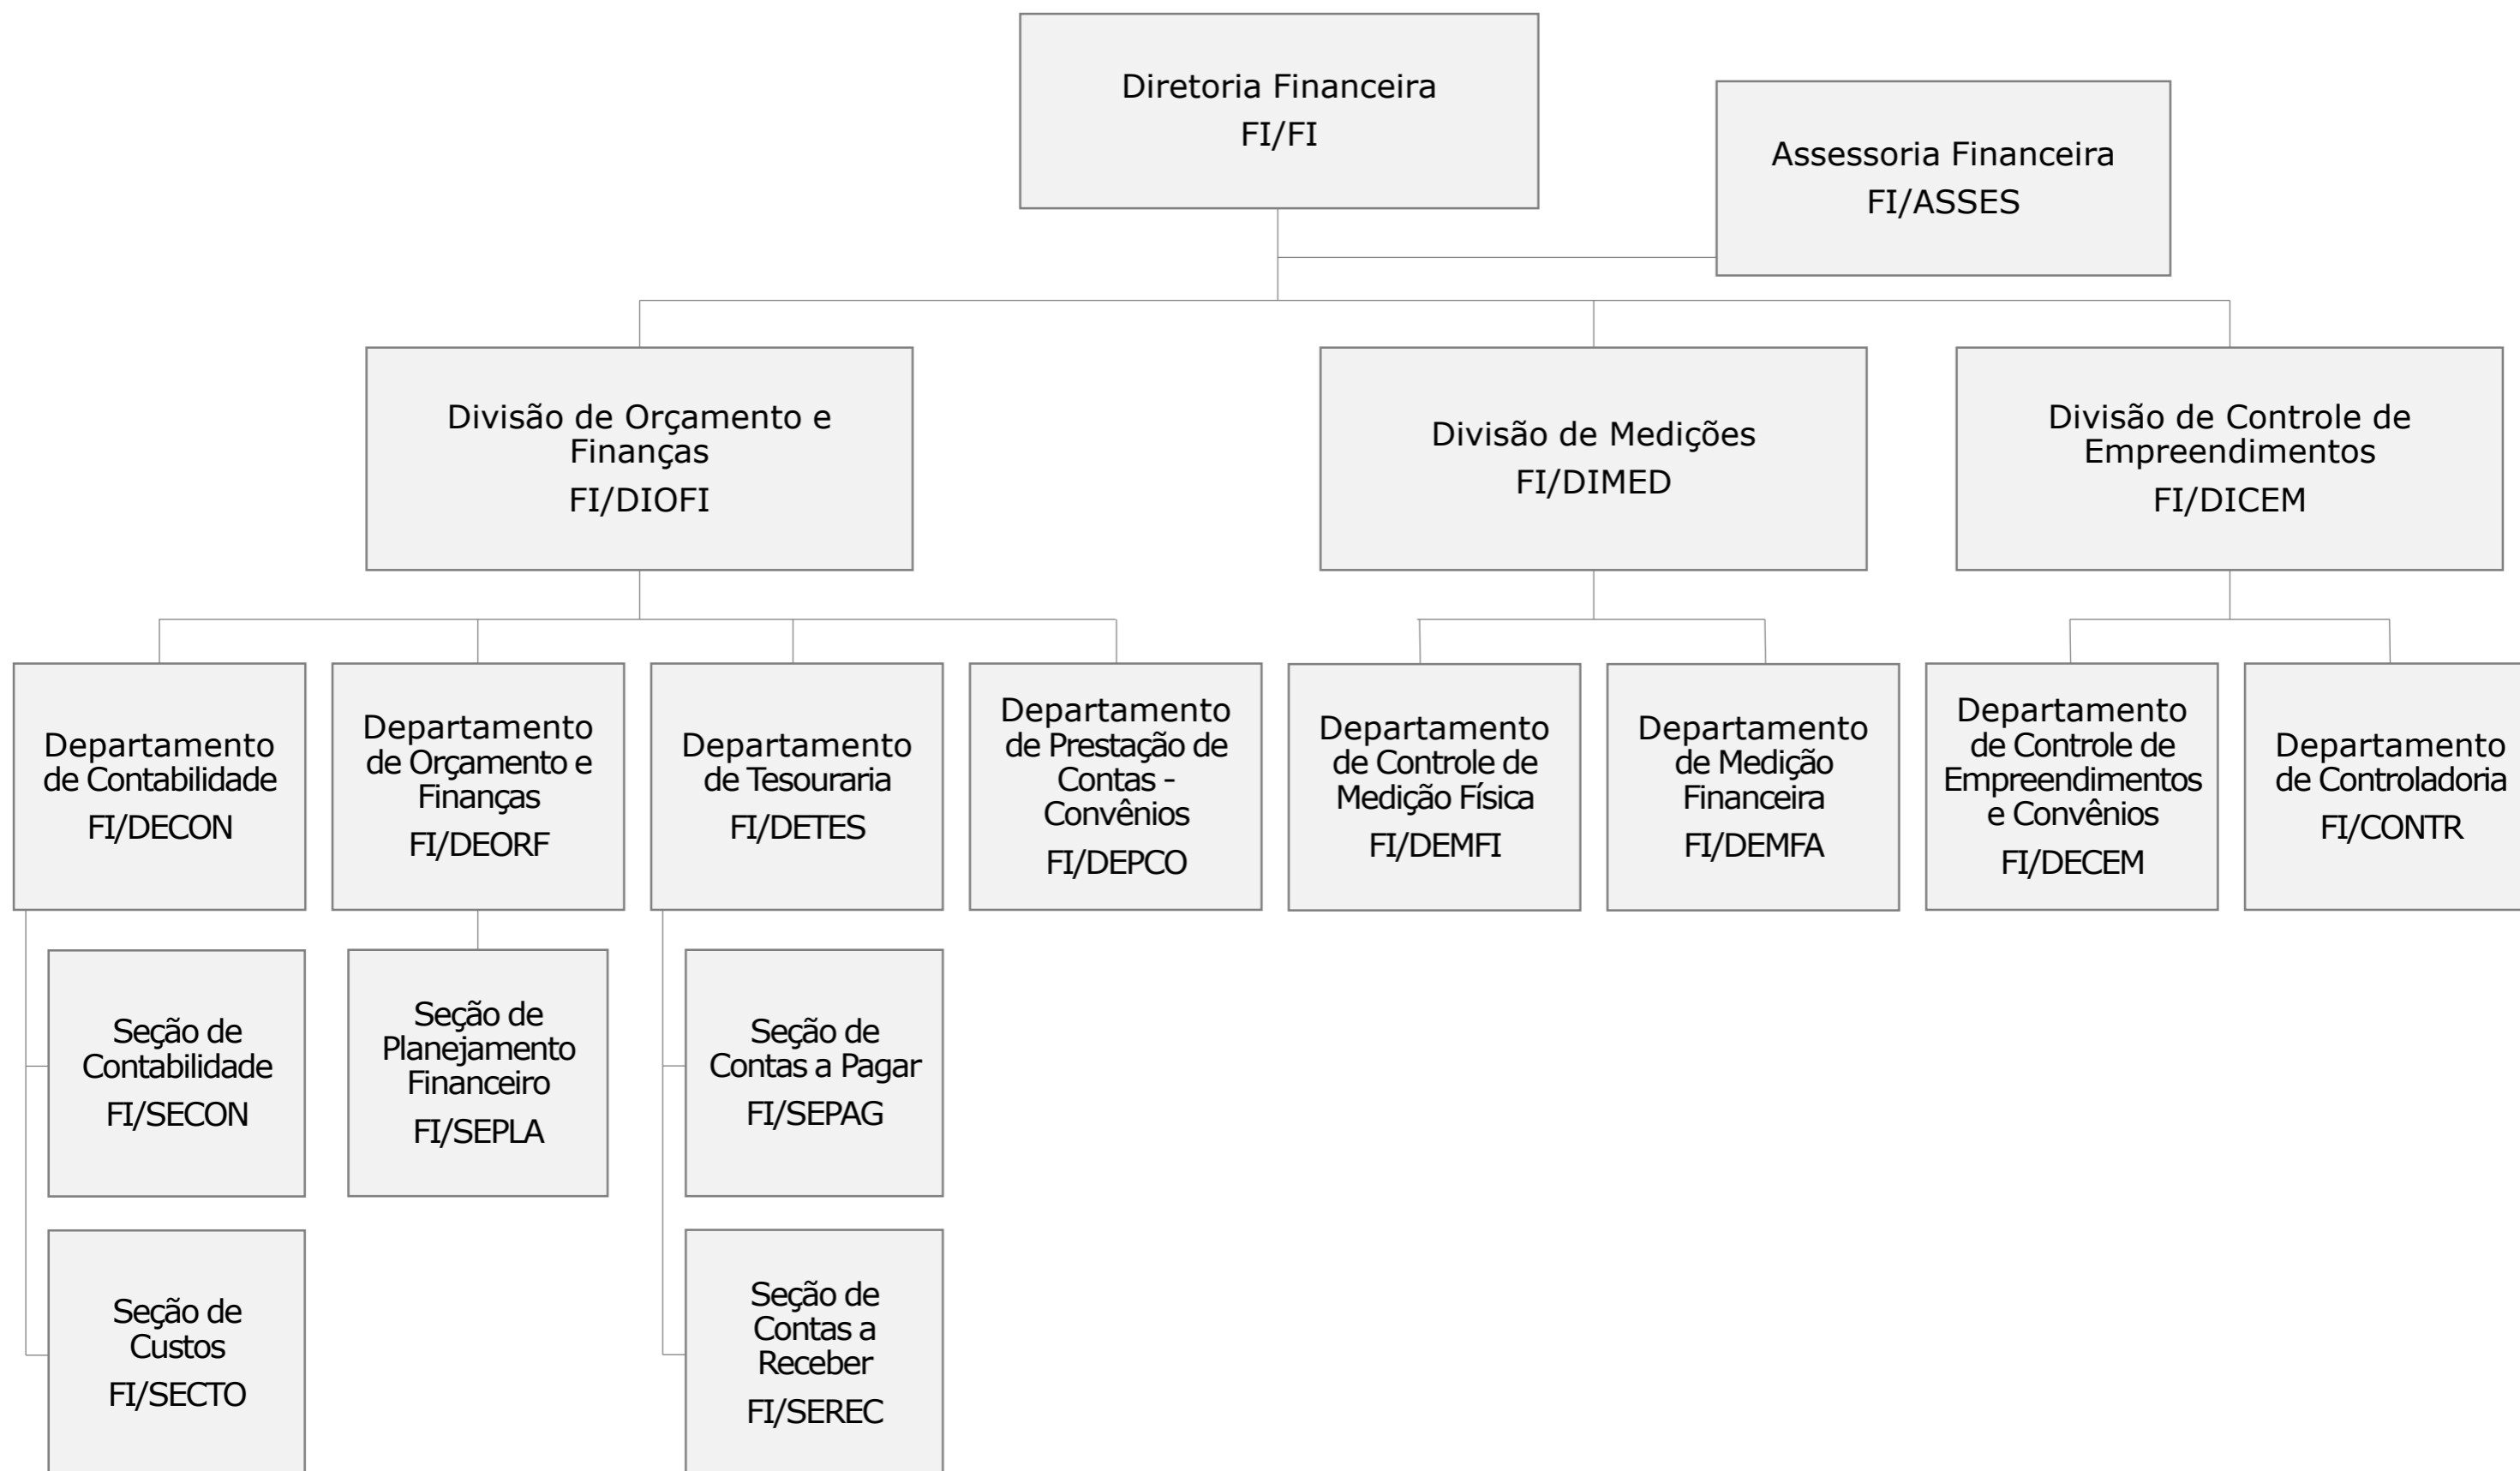 Diretoria Financeira
FI/FI
Assessoria Financeira
FI/ASSES
Divisão de Orçamento e
Finanças
FI/DIOFI
Divisão de Medições
FI/DIMED
Divisão de Controle de
Empreendimentos
FI/DICEM
Departamento
de Contabilidade
FI/DECON
Departamento
de Orçamento e
Finanças
FI/DEORF
Departamento
de Tesouraria
FI/DETES
Departamento
de Prestação de
Contas -
Convênios
FI/DEPCO
Departamento
de Controle de
Medição Física
FI/DEMFI
Departamento
de Medição
Financeira
FI/DEMFA
Departamento
de Controle de
Empreendimentos
e Convênios
FI/DECEM
Departamento
de Controladoria
FI/CONTR
Seção de
Contabilidade
FI/SECON
Seção de
Planejamento
Financeiro
FI/SEPLA
Seção de
Contas a Pagar
FI/SEPAG
Seção de
Custos
FI/SECTO
Seção de
Contas a
Receber
FI/SEREC